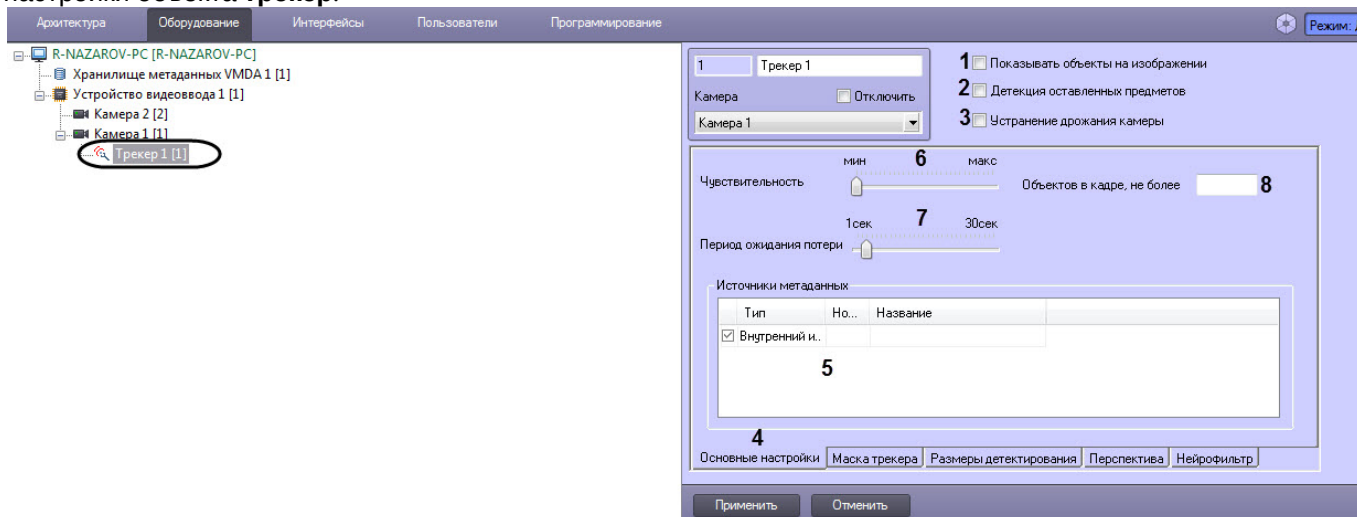 настройки объекта Трекер.
Архитектура Оборудование Интерфейсы Пользователи Программирование Режим:
R-NAZAROV-PC [R-NAZAROV-PC]
Хранилище метаданных VMDA 1 [1]
Устройство видеоввода 1 [1]
Камера 2 [2]
Камера 1 [1]
Трекер 1 [1]
1 Трекер 1
Камера Отключить
Камера 1
1 Показывать объекты на изображении
2 Детекция оставленных предметов
3 Устранение дрожания камеры
мин 6 макс
Чувствительность Объектов в кадре, не более 8
1сек 7 30сек
Период ожидания потери
Источники метаданных
Тип Но... Название
Внутренний и..
5
4
Основные настройки Маска трекера Размеры детектирования Перспектива Нейрофильтр
Применить Отменить